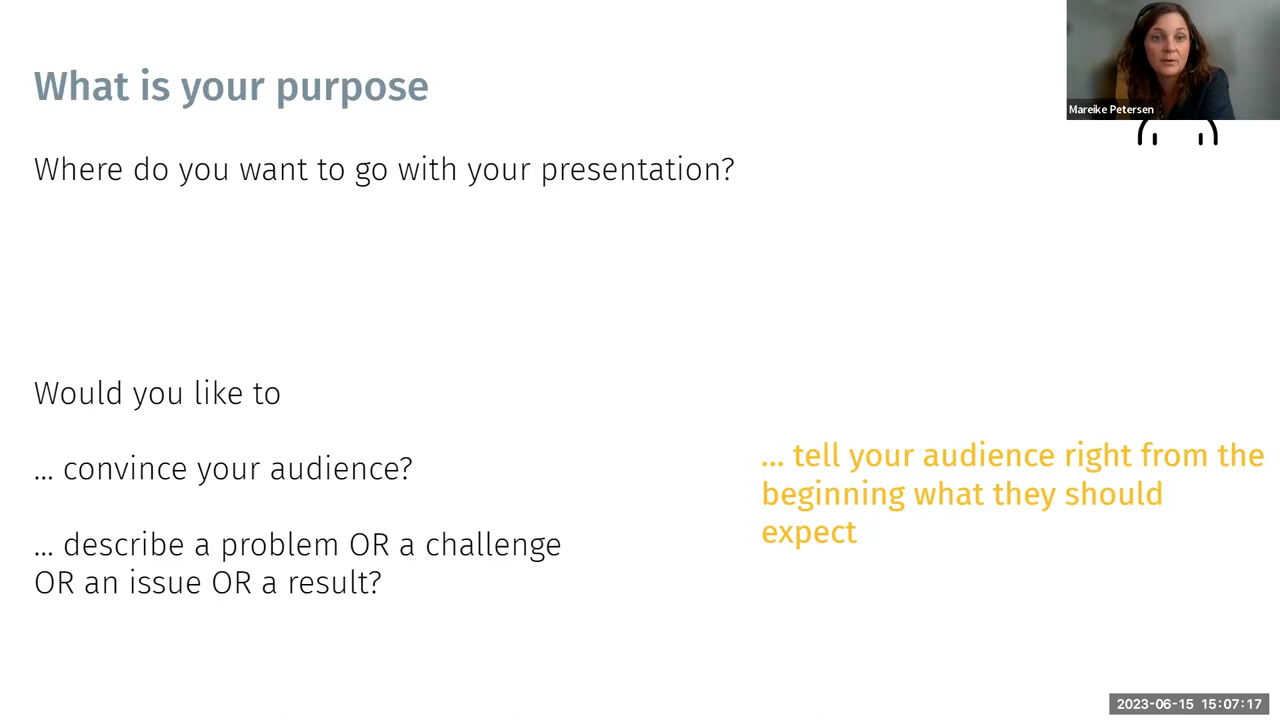 What is your purpose
Mareike Petersen
Where do you want to go with your presentation?
Would you like to
... convince your audience?
... describe a problem OR a challenge
OR an issue OR a result?
... tell your audience right from the
beginning what they should
expect
2023-06-15 15:07:17